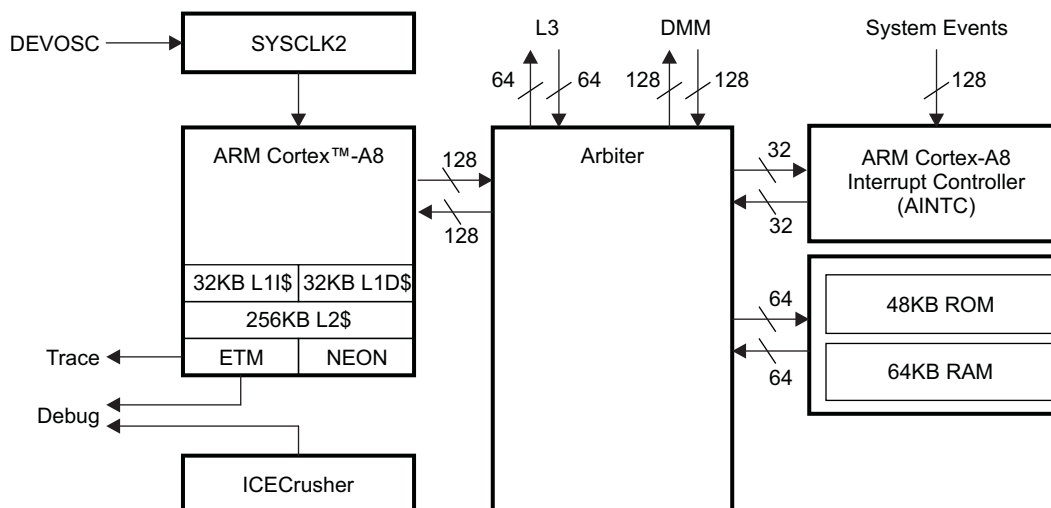 DEVOSC
SYSCLK2
L3
DMM
System Events
64
64
128
128
128
ARM Cortex™-A8
128
128
Arbiter
32
32
ARM Cortex-A8
Interrupt Controller
(AINTC)
32KB L1I$
32KB L1D$
256KB L2$
ETM
NEON
64
64
48KB ROM
64KB RAM
Trace
Debug
ICECrusher